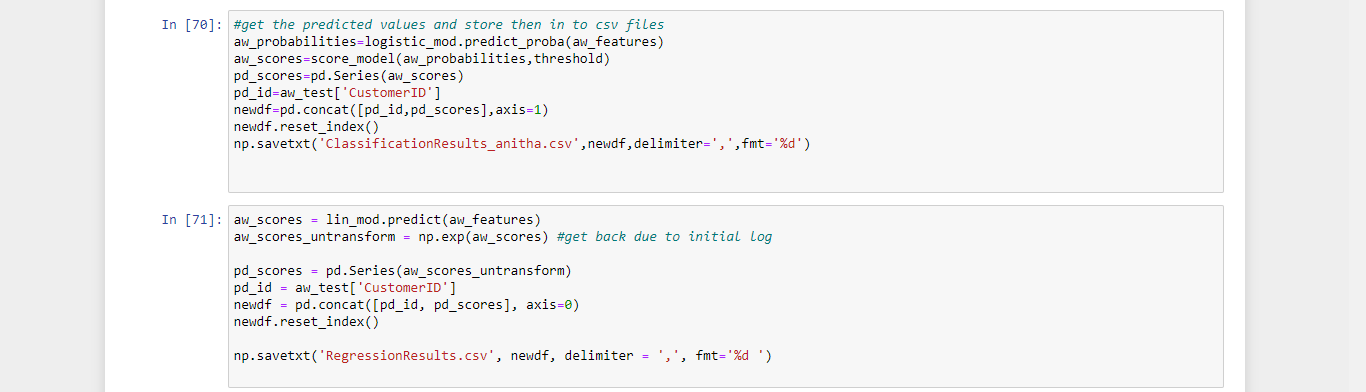 In [70]: #get the predicted values and store then in to csv files
aw_probabilities=logistic_mod.predict_proba(aw_features)
aw_scores=score_model(aw_probabilities,threshold)
pd_scores=pd.Series(aw_scores)
pd_id=aw_test['CustomerID']
newdf=pd.concat([pd_id,pd_scores],axis=1)
newdf.reset_index()
np.savetxt('ClassificationResults_anitha.csv',newdf,delimiter=',',fmt='%d')
In [71]: aw_scores = lin_mod.predict(aw_features)
aw_scores_untransform = np.exp(aw_scores) #get back due to initial log
pd_scores = pd.Series(aw_scores_untransform)
pd_id = aw_test['CustomerID']
newdf = pd.concat([pd_id, pd_scores], axis=0)
newdf.reset_index()
np.savetxt('RegressionResults.csv', newdf, delimiter = ',', fmt='%d ')